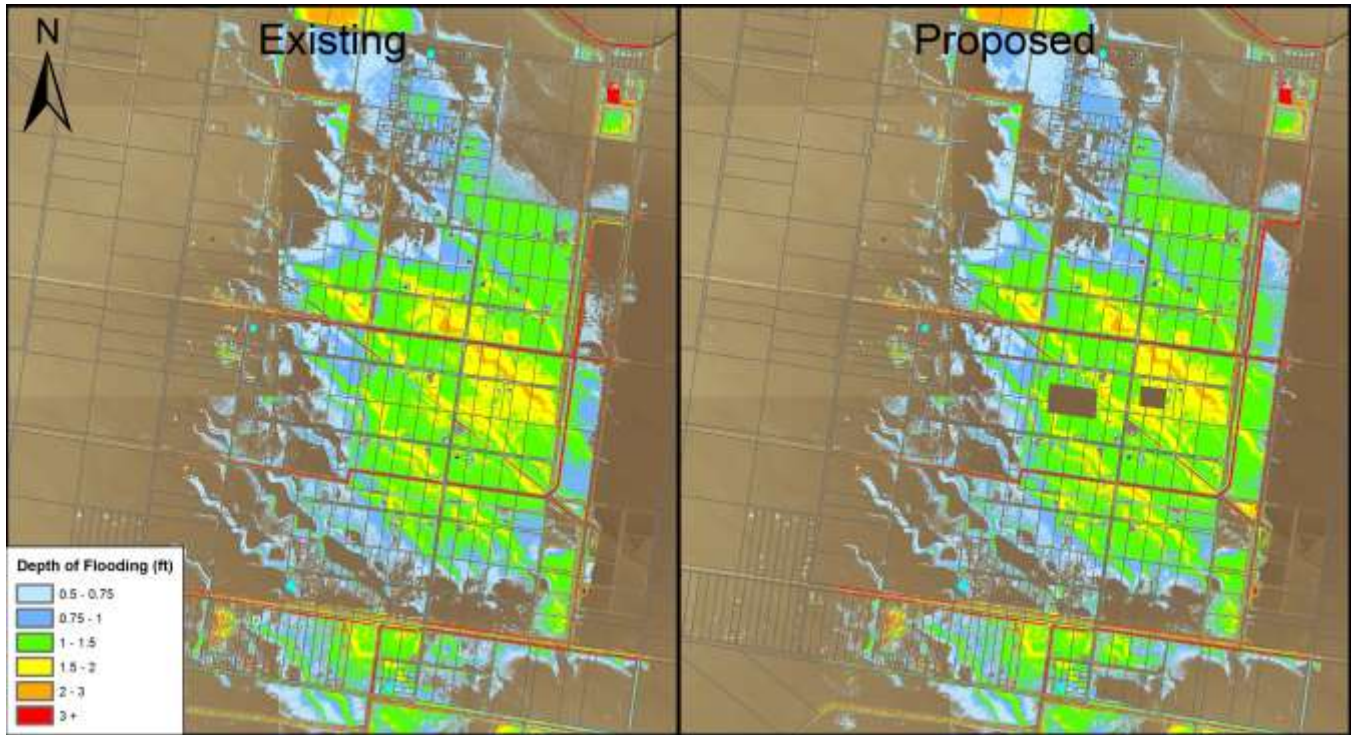 N
Existing
Proposed
Depth of Flooding (ft)
0.5 - 0.75
0.75 - 1
1 - 1.5
1.5 - 2
2 - 3
3 +